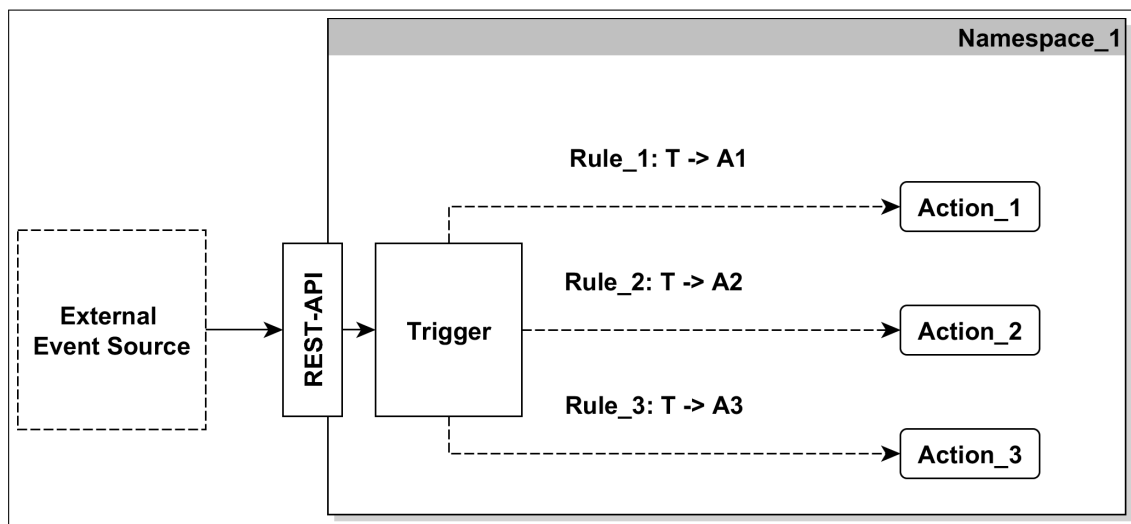 Namespace_1
Rule_1: T -> A1
Action_1
External
Event Source
REST-API
Trigger
Rule_2: T -> A2
Action_2
Rule_3: T -> A3
Action_3